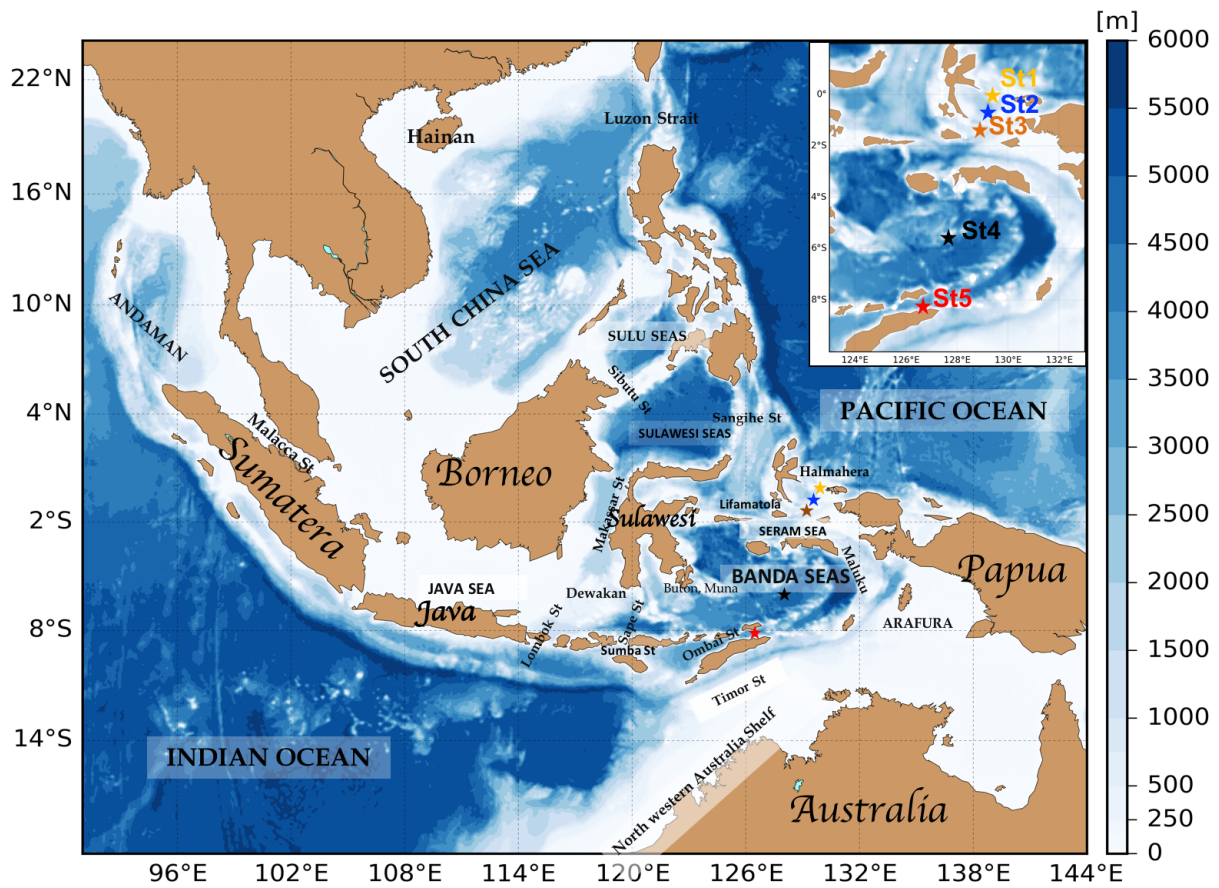 [m]
22°N
16°N
10°N
4°N
2°S
8°S
14°S
96°E
102°E
108°E
114°E
120°E
126°E
132°E
138°E
144°E
6000
5500
5000
4500
4000
3500
3000
2500
2000
1500
1000
500
250
0
Hainan
Luzon Strait
SOUTH CHINA SEA
ANDAMAN
SULU SEAS
Sibutu St
Sangihe St
SULAWESI SEAS
PACIFIC OCEAN
Malacca St
Sumatera
Borneo
Makassar St
Sulawesi
Halmahera
Lifamatola
SERAM SEA
Maluku
Papua
BANDA SEAS
Buton, Muna
Dewakan
JAVA SEA
Java
Lombok St
Sape St
Sumba St
Ombai St
ARAFURA
Timor St
INDIAN OCEAN
North western Australia Shelf
Australia
0°
2°S
4°S
6°S
8°S
124°E
126°E
128°E
130°E
132°E
St1
St2
St3
St4
St5